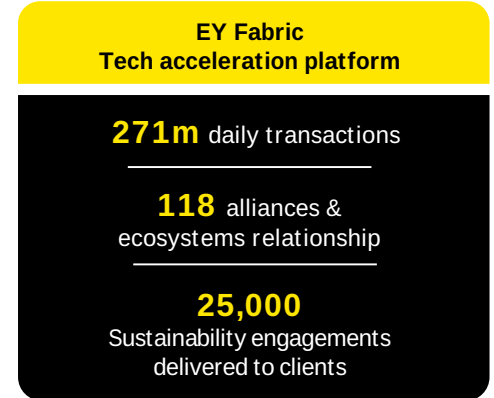 EY Fabric
Tech acceleration platform
271m daily transactions
118 alliances &
ecosystems relationship
25,000
Sustainability engagements
delivered to clients